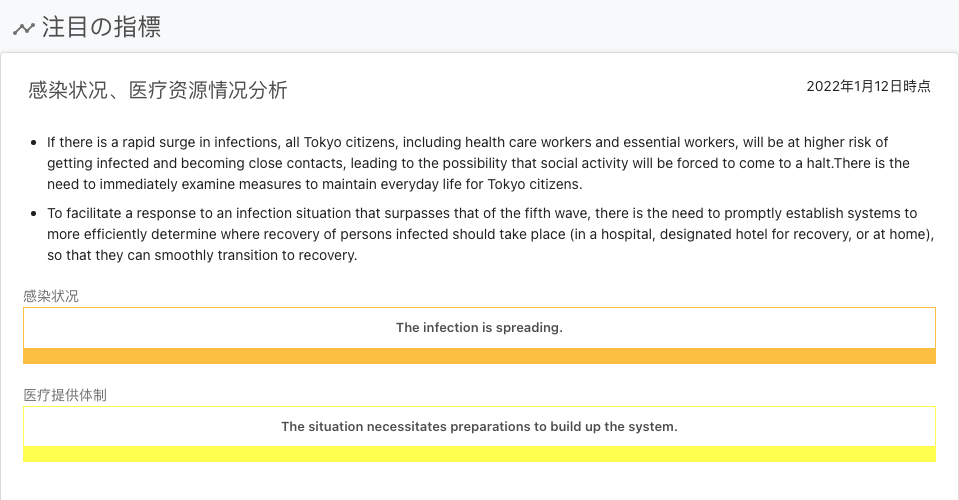 注目の指標
感染状况、医疗资源情况分析
2022年1月12日時点
If there is a rapid surge in infections, all Tokyo citizens, including health care workers and essential workers, will be at higher risk of
getting infected and becoming close contacts, leading to the possibility that social activity will be forced to come to a halt.There is the
need to immediately examine measures to maintain everyday life for Tokyo citizens.
To facilitate a response to an infection situation that surpasses that of the fifth wave, there is the need to promptly establish systems to
more efficiently determine where recovery of persons infected should take place (in a hospital, designated hotel for recovery, or at home),
so that they can smoothly transition to recovery.
感染状况
The infection is spreading.
医疗提供体制
The situation necessitates preparations to build up the system.